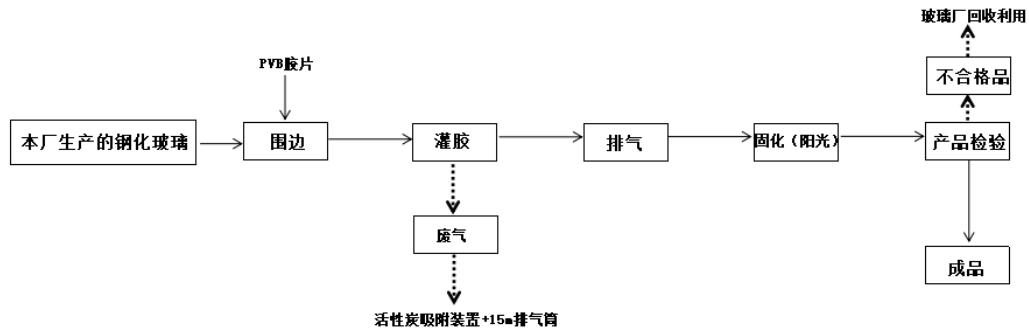 玻璃厂回收利用
PVB胶片
不合格品
本厂生产的钢化玻璃
围边
灌胶
排气
固化（阳光）
产品检验
废气
成品
活性炭吸附装置+15m排气筒